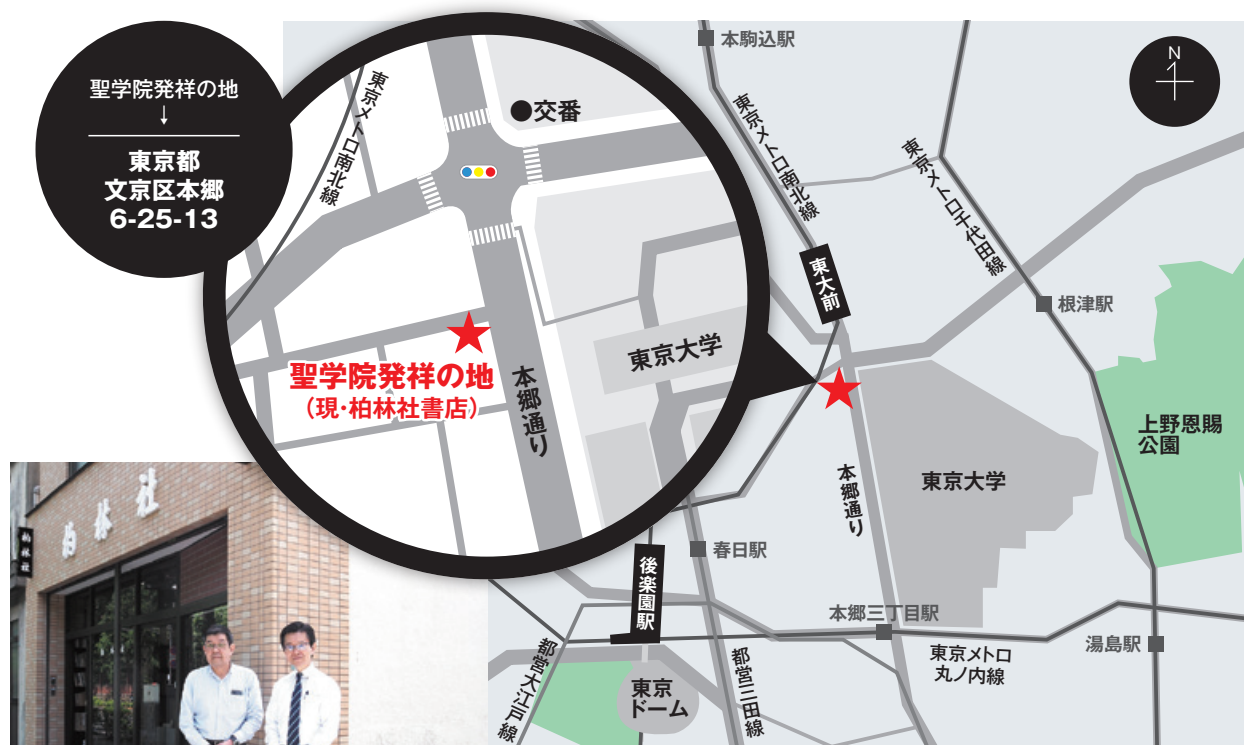 聖学院発祥の地
↓
東京都
文京区本郷
6-25-13
東京メトロ南北線
●交番
聖学院発祥の地
(現・柏林社書店)
本郷通り
東京大学
本駒込駅
N
東京メトロ南北線
東京メトロ千代田線
東大前
根津駅
上野恩賜
公園
東京大学
本郷通り
春日駅
後楽園駅
本郷三丁目駅
湯島駅
東京メトロ
丸ノ内線
都営大江戸線
東京
ドーム
都営三田線
柏林社
柏林社